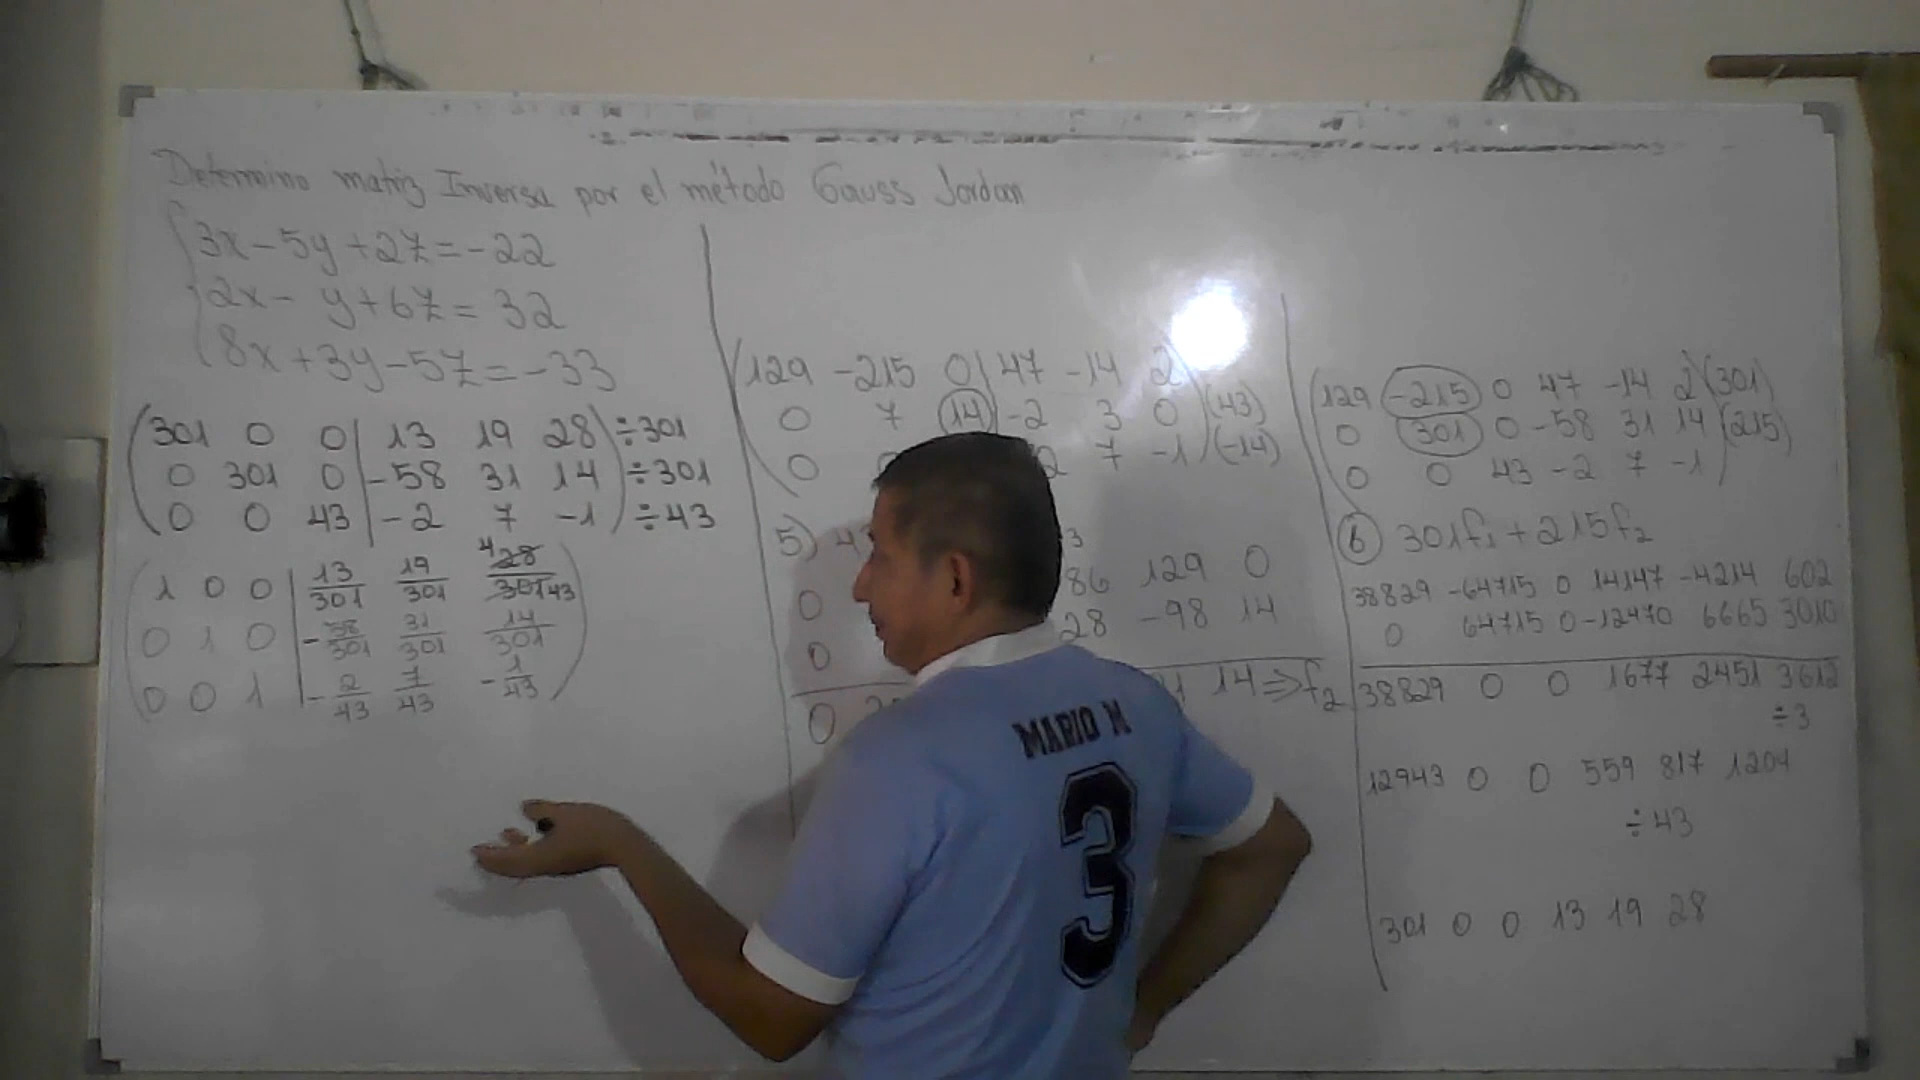 Determino matriz Inversa por el método Gauss Jordan
3x - 5y + 2z = -22
2x - y + 6z = 32
8x + 3y - 5z = -33
301 0 0 | 13 19 28 ÷301
0 301 0 | -58 31 14 ÷301
0 0 43 | -2 7 -1 ÷43
1 0 0 | 13/301 19/301 28/301 4 43
0 1 0 | -58/301 31/301 14/301
0 0 1 | -2/43 7/43 -1/43
129 -215 0 | 47 -14 2
0 7 14 | -2 3 0 (43)
0 7 -1 (-14)
5)
86 129 0
0 28 -98 14
0
0 14 ⇒ f2
129 -215 0 47 -14 2 (301)
0 301 0 -58 31 14 (215)
0 0 43 -2 7 -1
6 301f1 + 215f2
38829 -64715 0 14147 -4214 602
0 64715 0 -12470 6665 3010
38829 0 0 1677 2451 3612
÷3
12943 0 0 559 817 1204
÷43
301 0 0 13 19 28
MARIO M
3